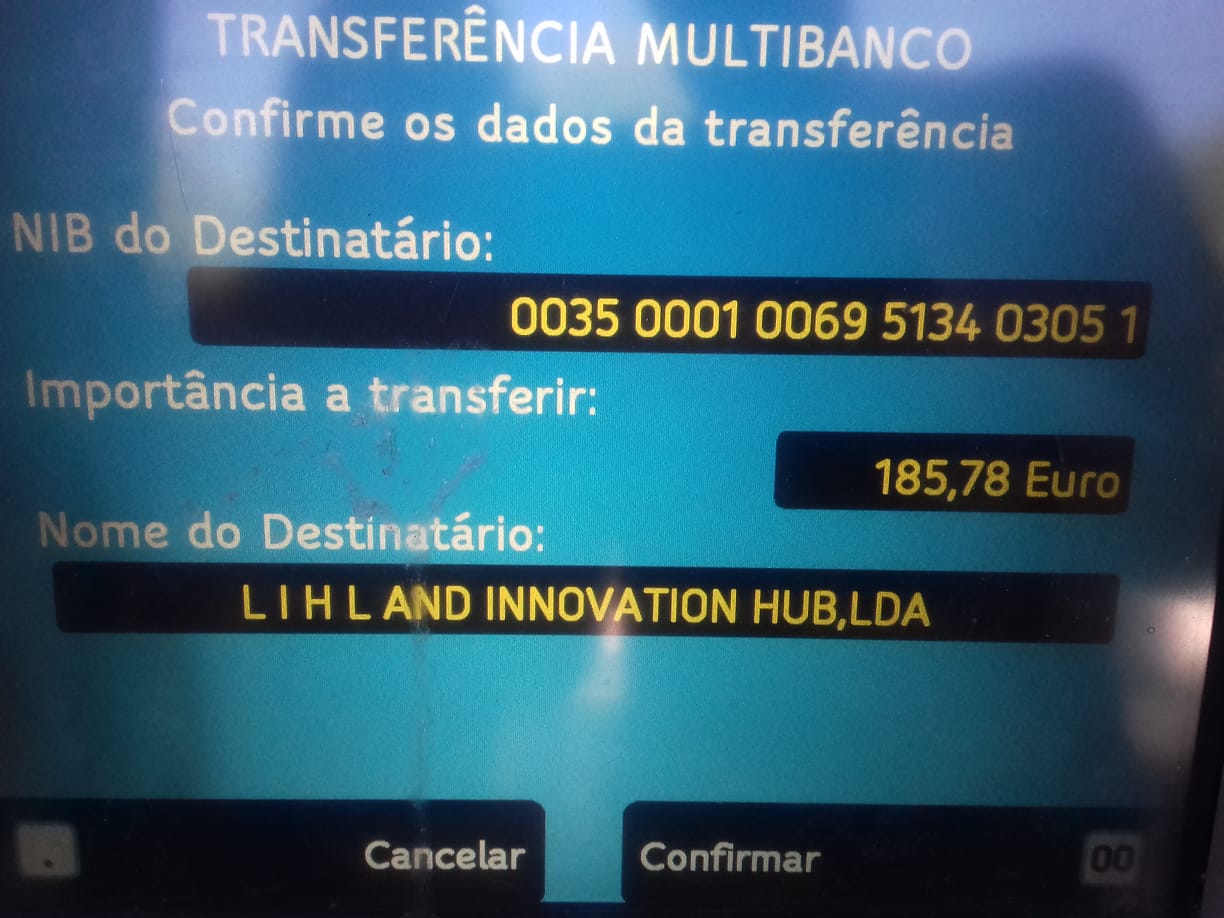 TRANSFERÊNCIA MULTIBANCO
Confirme os dados da transferência
NIB do Destinatário:
0035 0001 0069 5134 0305 1
Importância a transferir:
185,78 Euro
Nome do Destinatário:
L I H L AND INNOVATION HUB,LDA
. Cancelar Confirmar 00